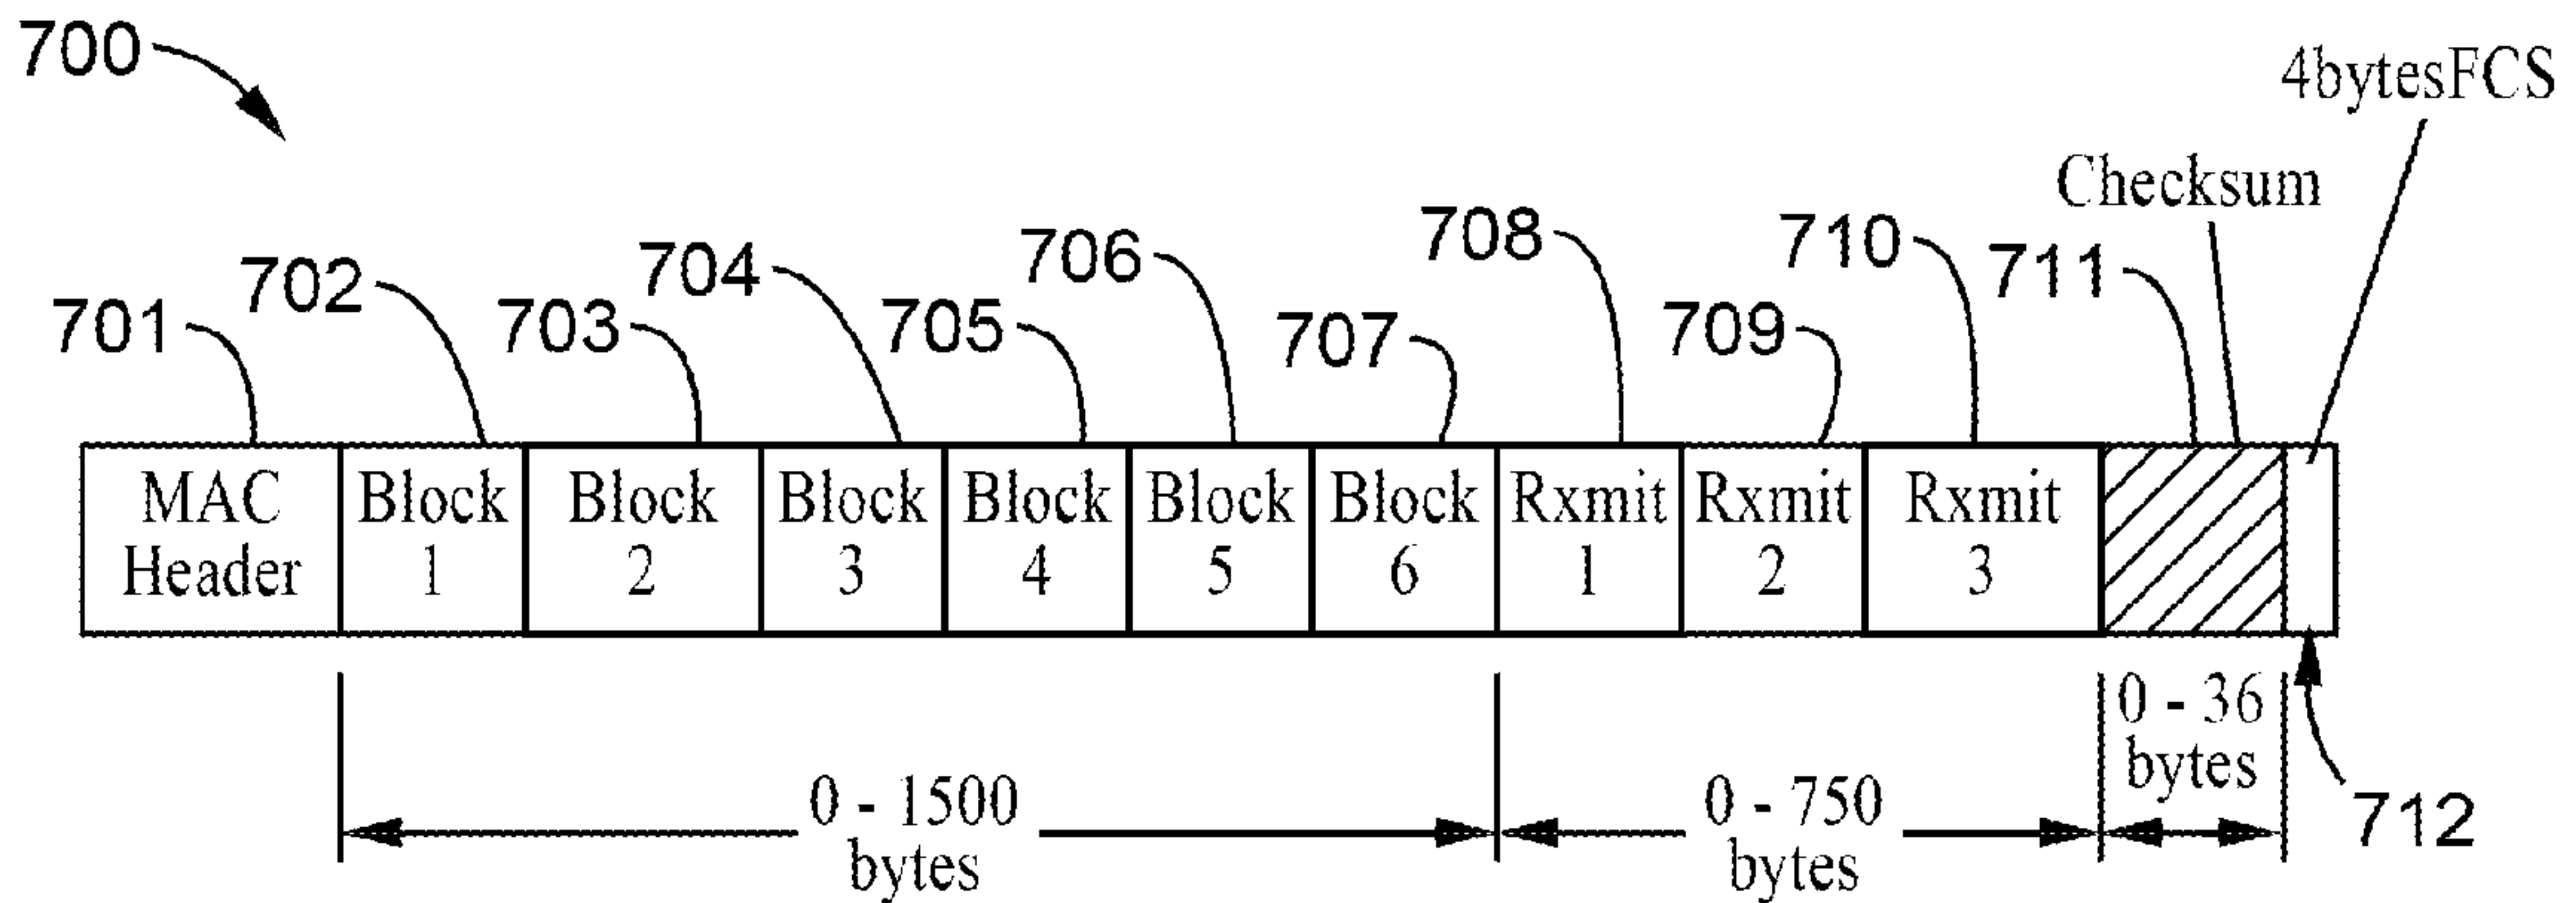 700
4bytesFCS
Checksum
708
710
706
711
704
702
701
703
705
707
709
MAC
Header
Block
1
Block
2
Block
3
Block
4
Block
5
Block
6
Rxmit
1
Rxmit
2
Rxmit
3
0 - 1500
bytes
0 - 750
bytes
0 - 36
bytes
712